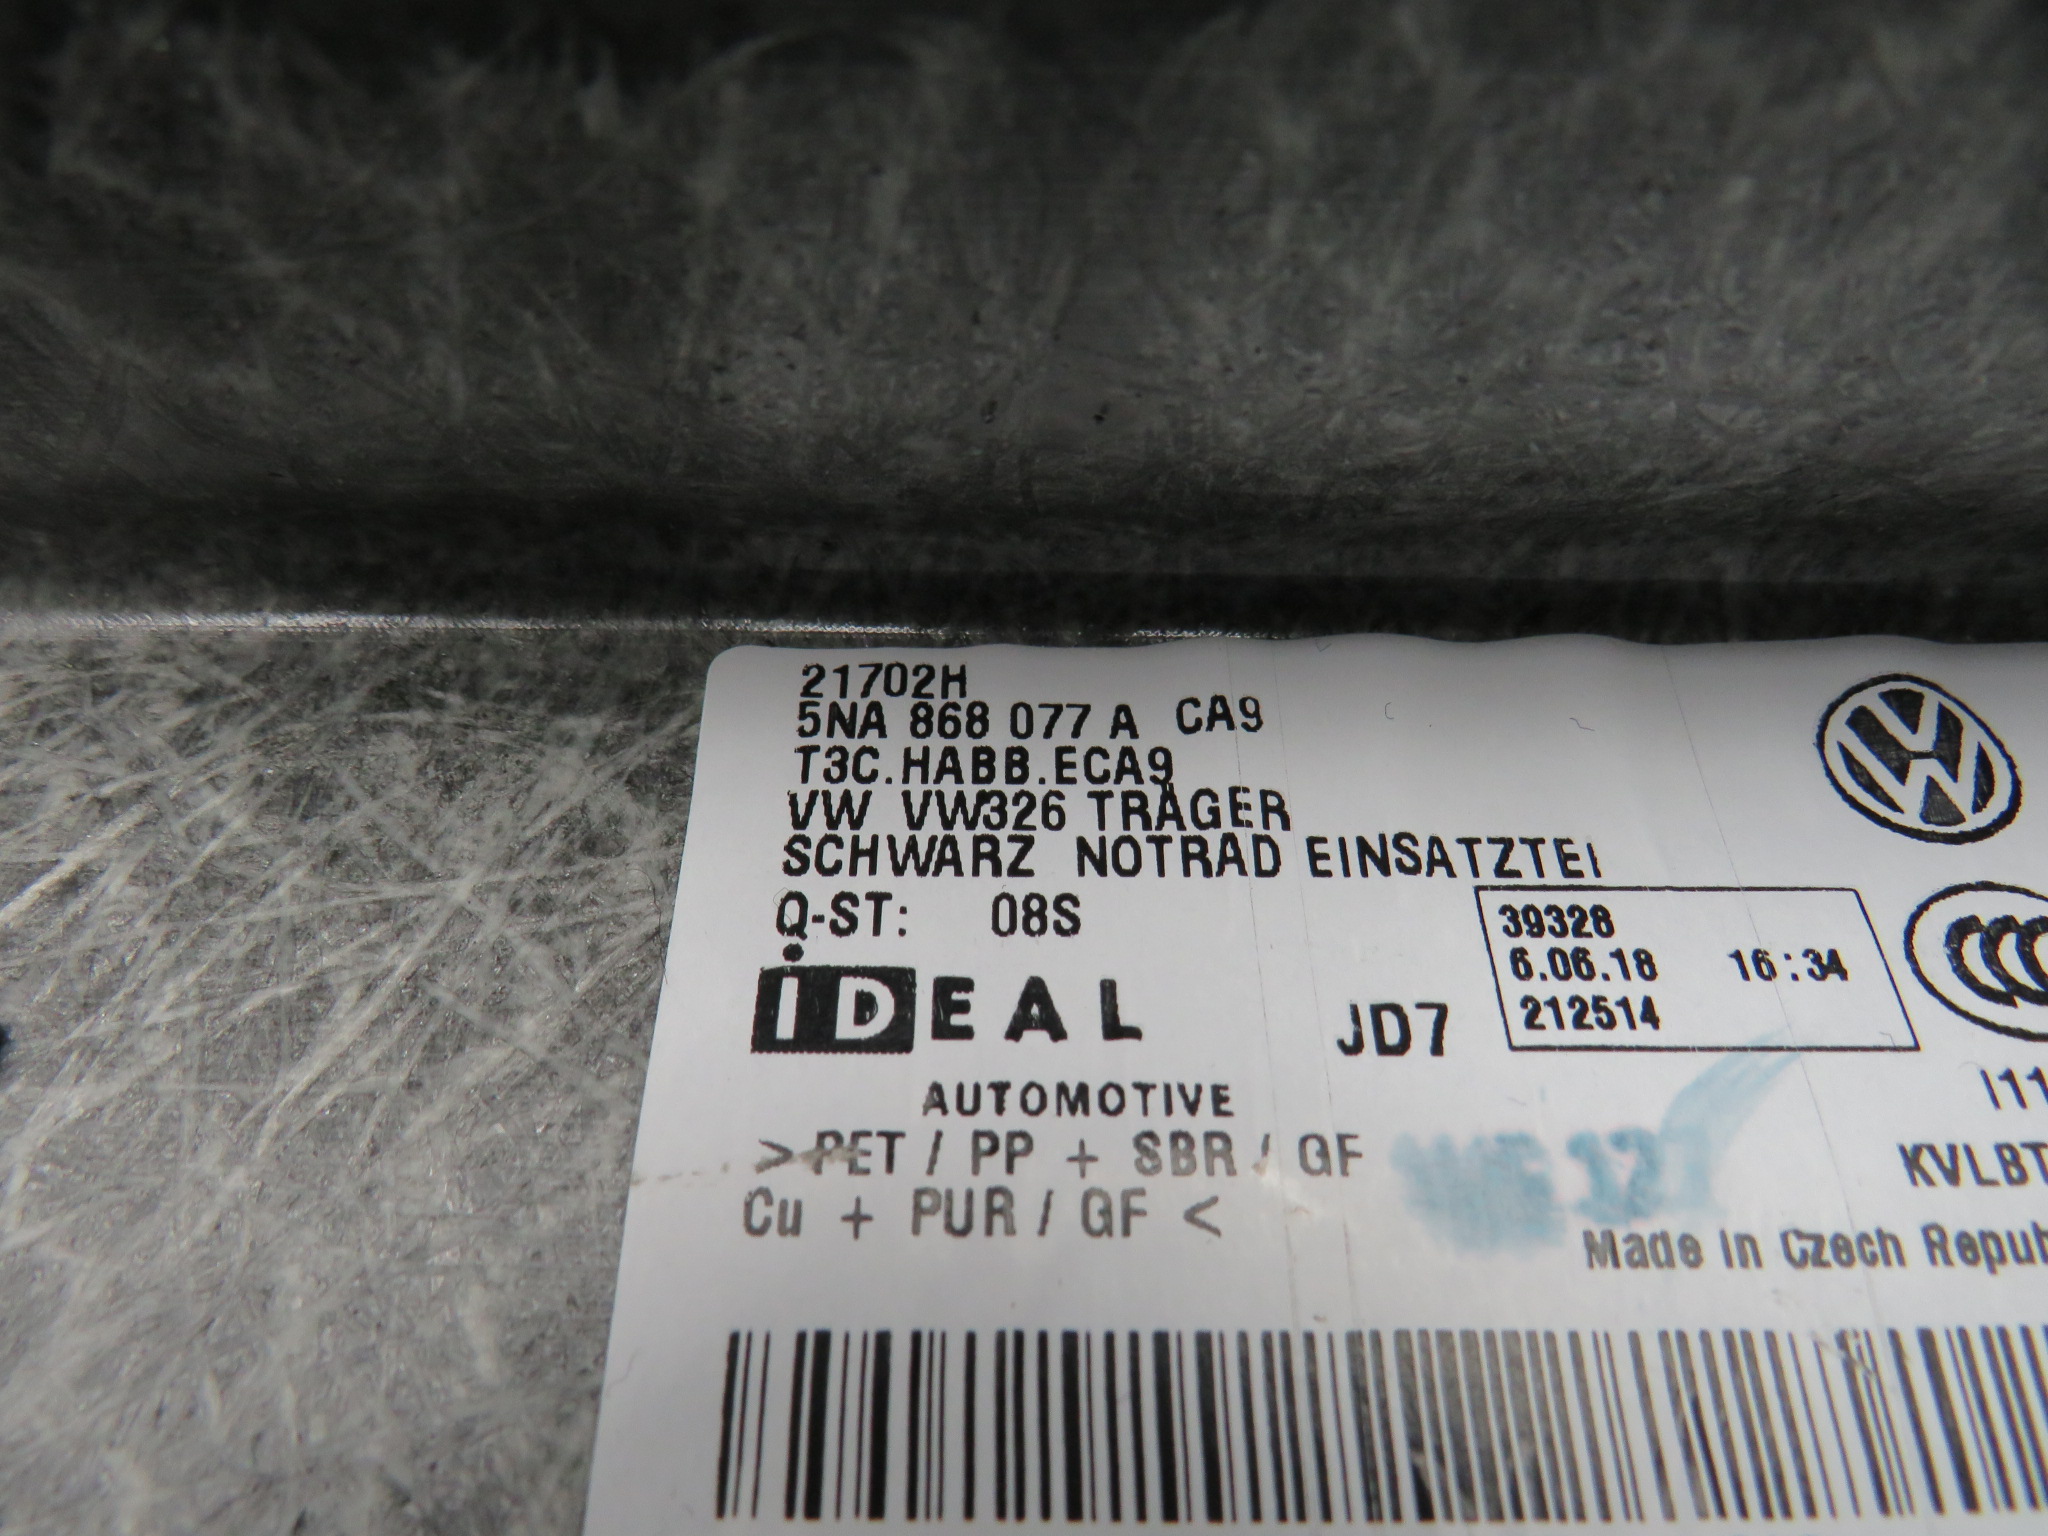 21702H
5NA 868 077 A CA9
T3C.HABB.ECA9
VW VW326 TRÄGER
SCHWARZ NOTRAD EINSATZTEI
Q-ST: 08S
39328
6.06.18 16:34
212514
iDEAL
AUTOMOTIVE
JD7
>PET / PP + SBR / GF
Cu + PUR / GF <
I11
KVLBT
Made in Czech Repub